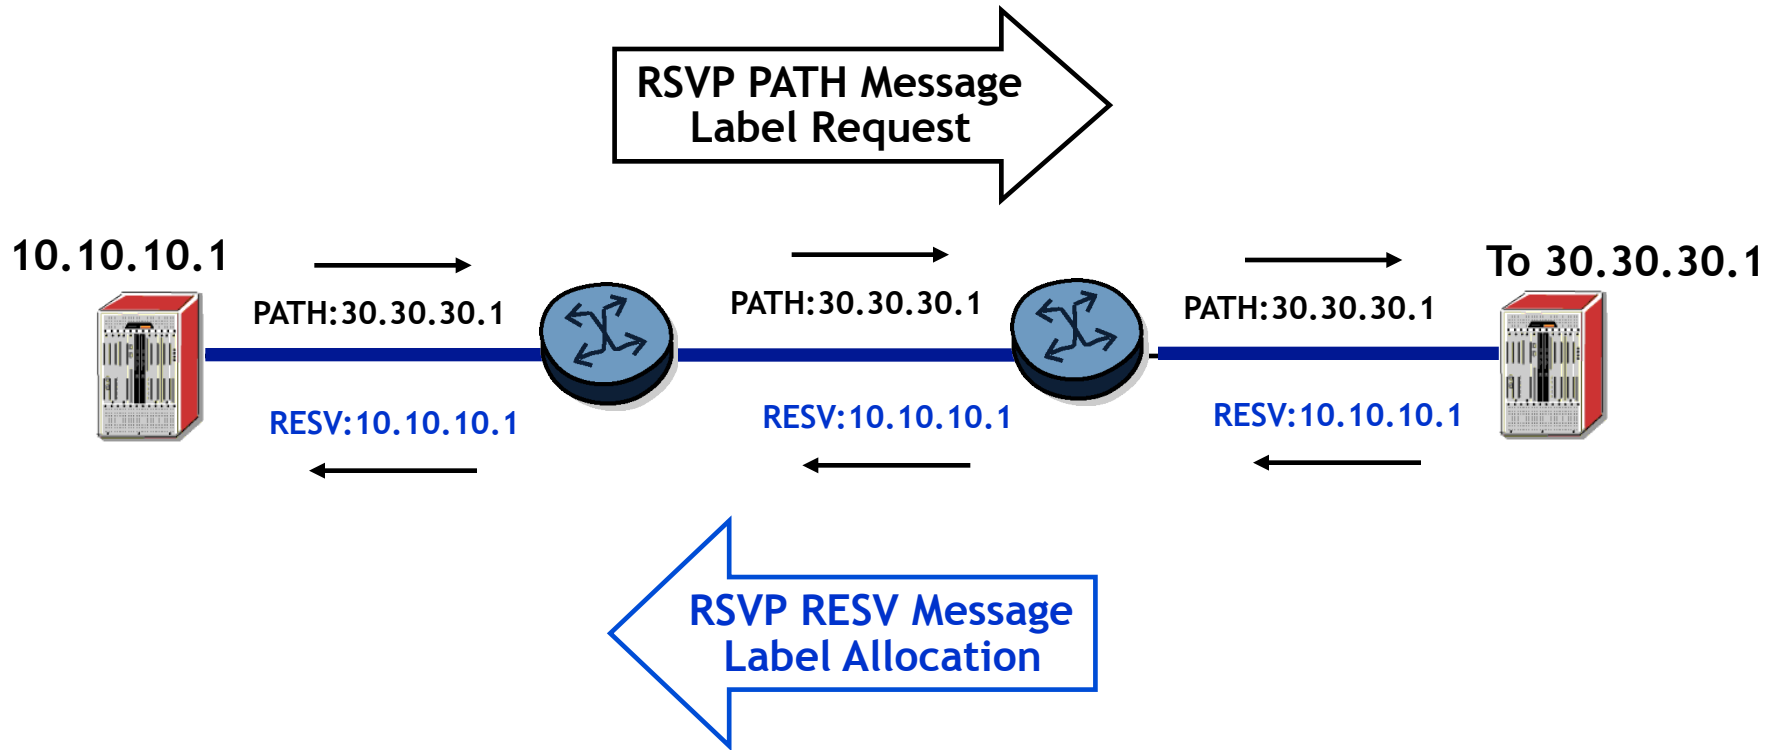 RSVP PATH Message
Label Request
10.10.10.1
To 30.30.30.1
PATH:30.30.30.1
PATH:30.30.30.1
PATH:30.30.30.1
RESV:10.10.10.1
RESV:10.10.10.1
RESV:10.10.10.1
RSVP RESV Message
Label Allocation